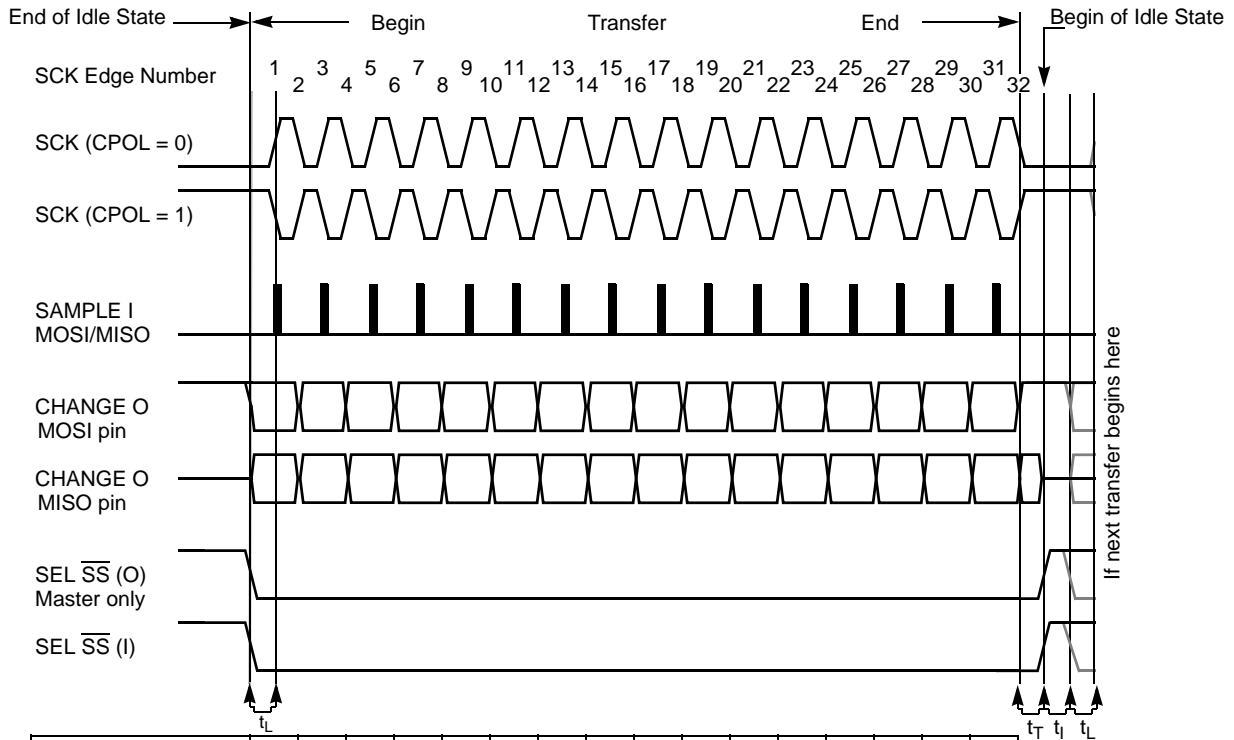 End of Idle State
Begin
Transfer
End
Begin of Idle State
SCK Edge Number
1 3 5 7 9 11 13 15 17 19 21 23 25 27 29 31
2 4 6 8 10 12 14 16 18 20 22 24 26 28 30 32
SCK (CPOL = 0)
SCK (CPOL = 1)
SAMPLE I
MOSI/MISO
CHANGE O
MOSI pin
CHANGE O
MISO pin
SEL SS (O)
Master only
SEL SS (I)
If next transfer begins here
tL
tT tI tL